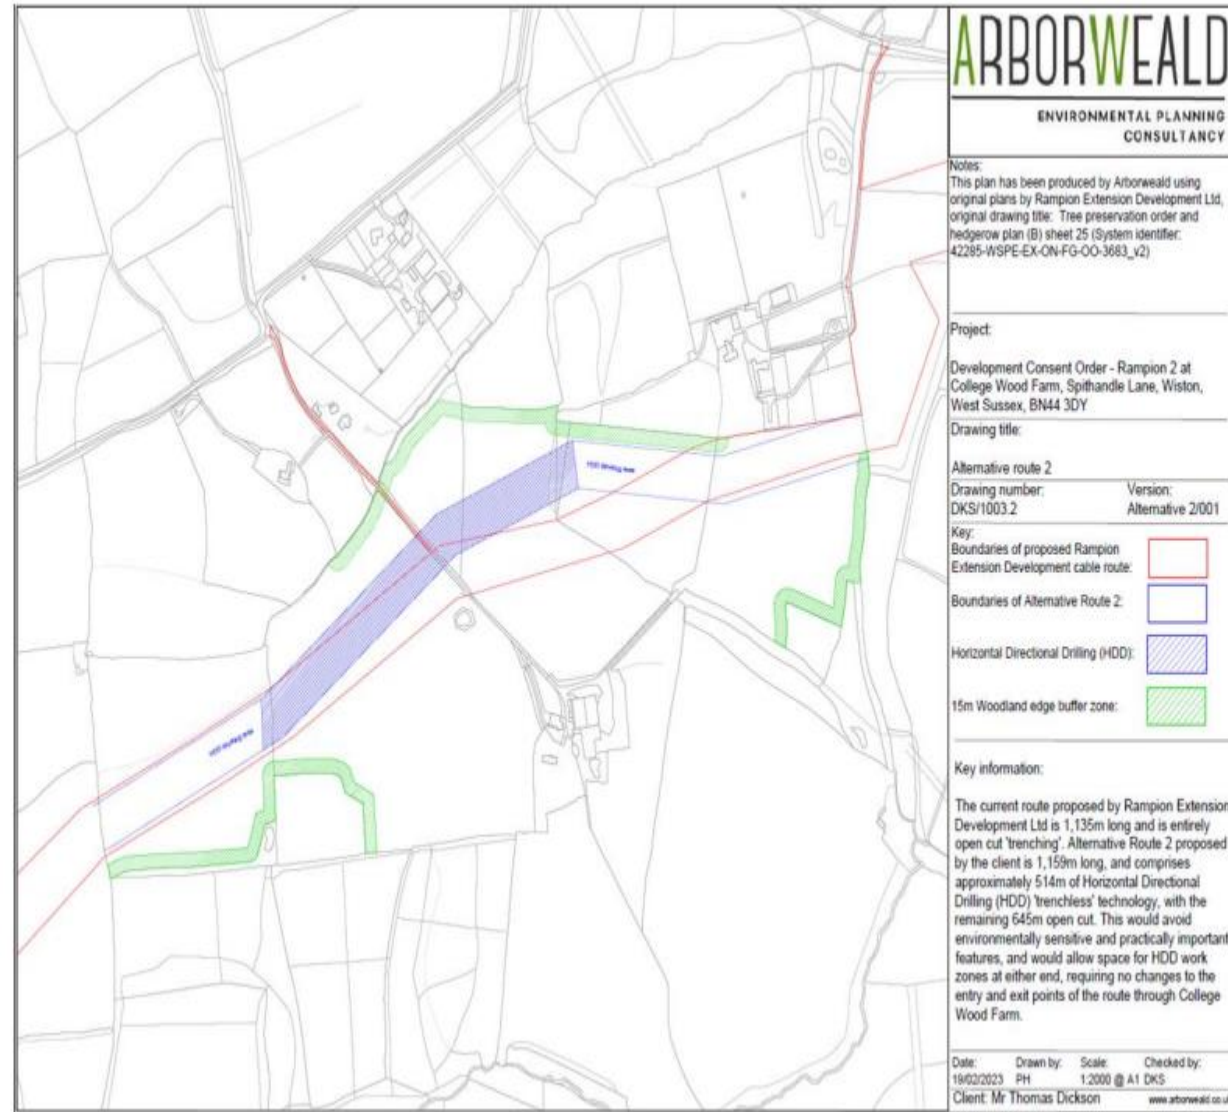 ARBORWEALD
ENVIRONMENTAL PLANNING
CONSULTANCY
Notes:
This plan has been produced by Arborweald using
original plans by Rampion Extension Development Ltd,
original drawing title: Tree preservation order and
hedgerow plan (B) sheet 25 (System identifier:
42285-WSPE-EX-ON-FG-OO-3683_v2)
Project:
Development Consent Order - Rampion 2 at
College Wood Farm, Spithandle Lane, Wiston,
West Sussex, BN44 3DY
Drawing title:
Alternative route 2
Drawing number: Version:
DKS/1003.2 Alternative 2/001
Key:
Boundaries of proposed Rampion
Extension Development cable route:
Boundaries of Alternative Route 2:
Horizontal Directional Drilling (HDD):
15m Woodland edge buffer zone:
Key information:
The current route proposed by Rampion Extension
Development Ltd is 1,135m long and is entirely
open cut 'trenching'. Alternative Route 2 proposed
by the client is 1,159m long, and comprises
approximately 514m of Horizontal Directional
Drilling (HDD) 'trenchless' technology, with the
remaining 645m open cut. This would avoid
environmentally sensitive and practically important
features, and would allow space for HDD work
zones at either end, requiring no changes to the
entry and exit points of the route through College
Wood Farm.
Date: Drawn by: Scale: Checked by:
19/02/2023 PH 1:2000 @ A1 DKS
Client: Mr Thomas Dickson www.arborweald.co.u
HDD Working Area
HDD Working Area